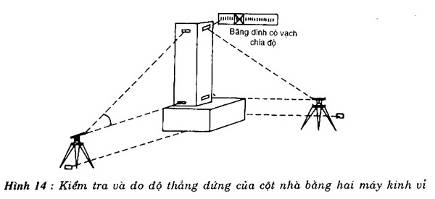 Băng dính có vạch
chia độ
Hình 14 : Kiểm tra và đo độ thẳng đứng của cột nhà bằng hai máy kinh vĩ